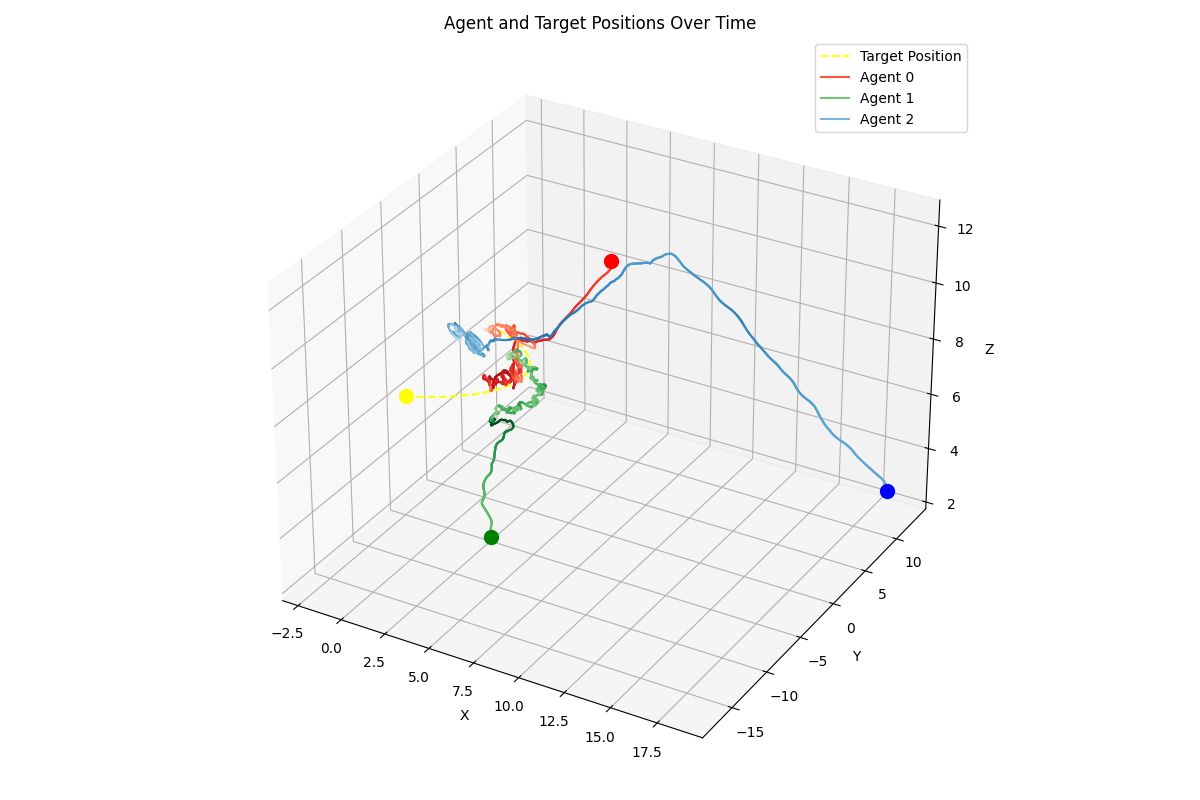 Agent and Target Positions Over Time
Target Position
Agent 0
Agent 1
Agent 2
12
10
8
6
4
2
Z
10
5
0
−5
−10
−15
Y
−2.5
0.0
2.5
5.0
7.5
10.0
12.5
15.0
17.5
X